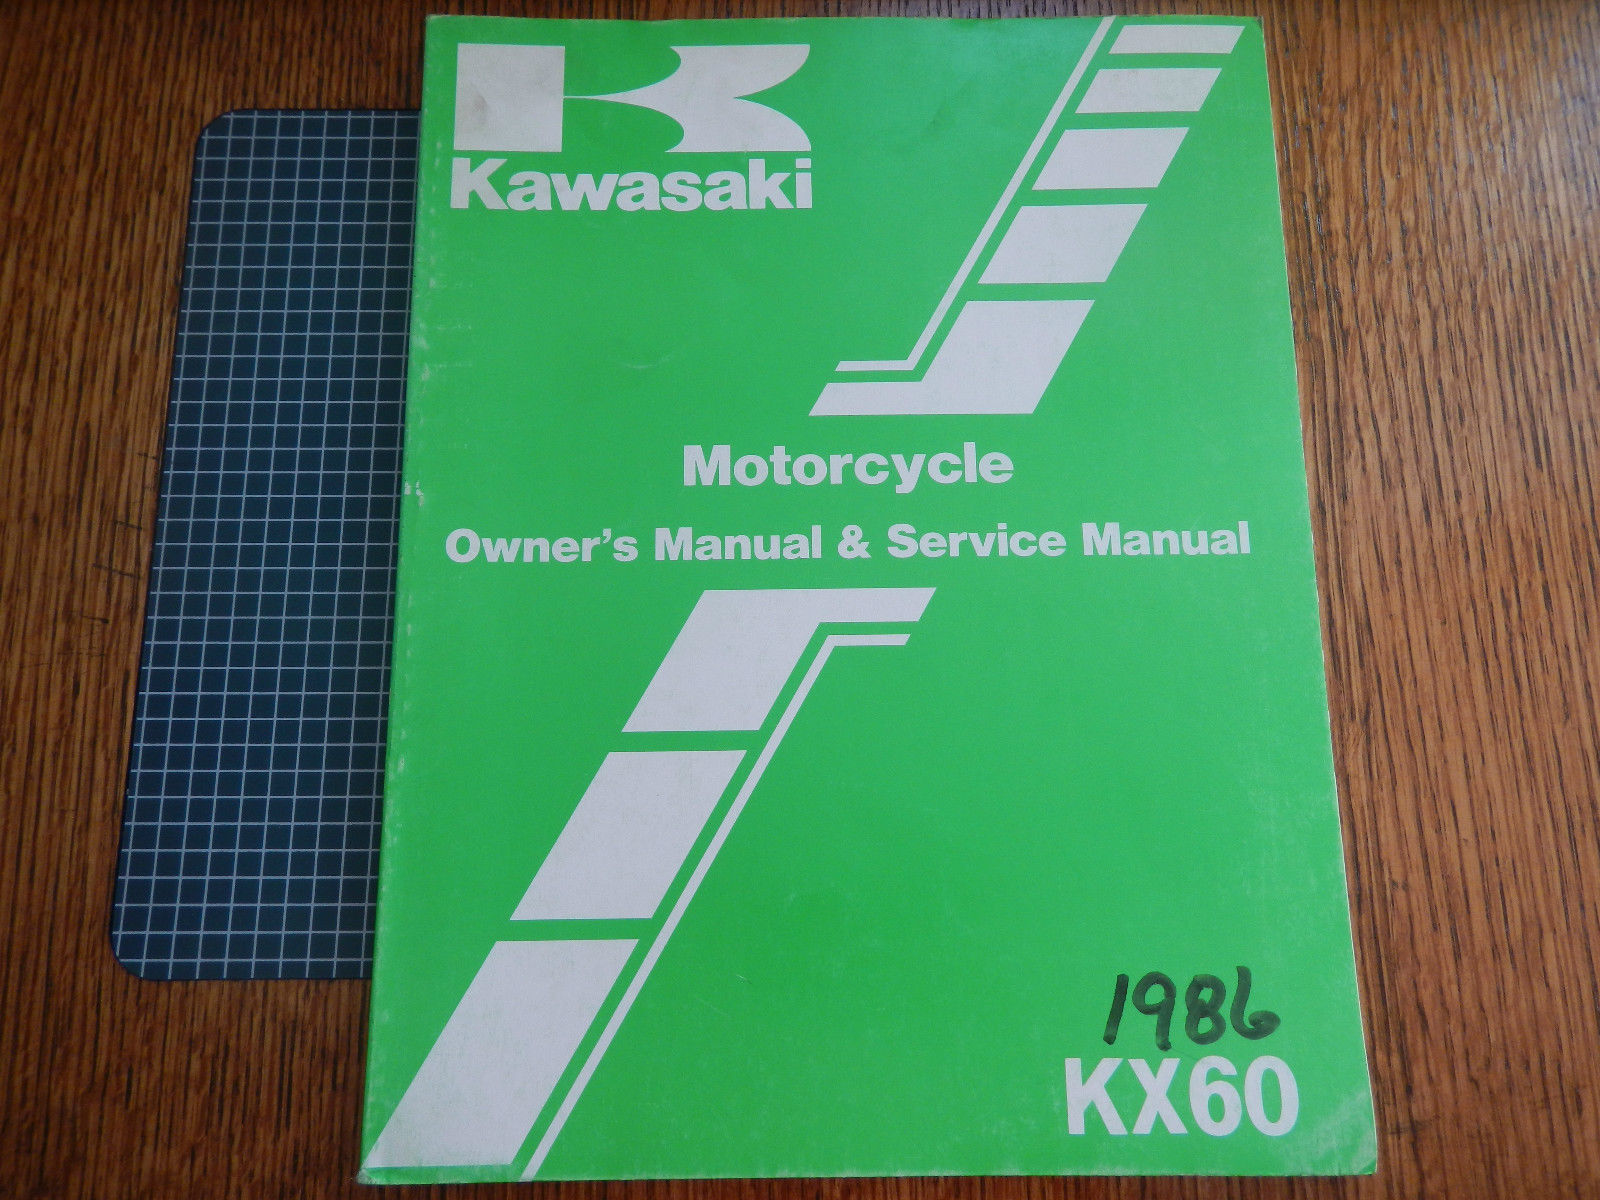 Kawasaki
Motorcycle
Owner's Manual & Service Manual
1986
KX60